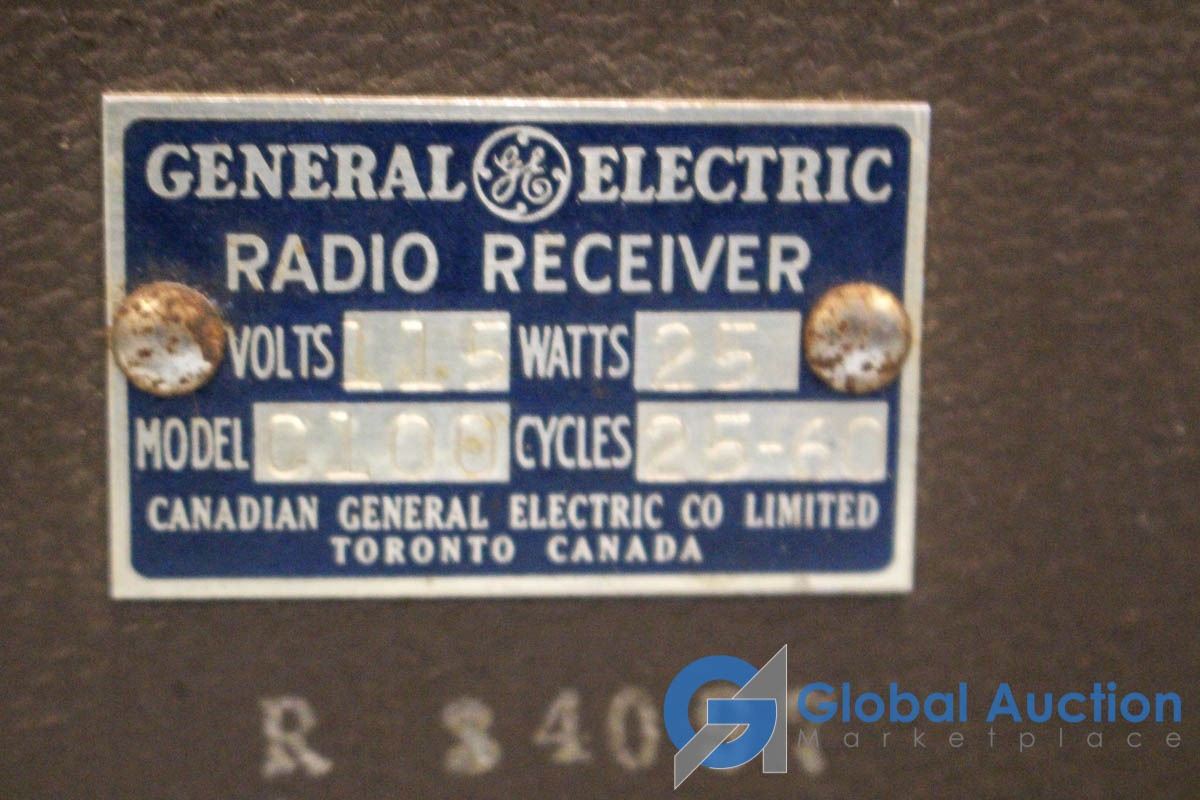 GENERAL GE ELECTRIC
RADIO RECEIVER
VOLTS 115 WATTS 25
MODEL C100 CYCLES 25-60
CANADIAN GENERAL ELECTRIC CO LIMITED
TORONTO CANADA
R
Global Auction
Marketplace